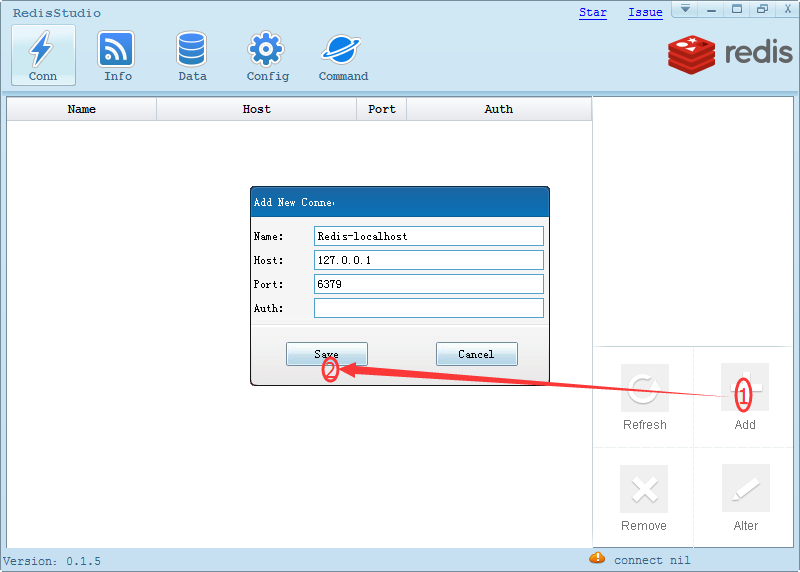 RedisStudio
Star Issue X
Conn Info Data Config Command
redis
Name Host Port Auth
Add New Conne
Name: Redis-localhost
Host: 127.0.0.1
Port: 6379
Auth:
Save Cancel
2
1
Refresh Add
Remove Alter
Version: 0.1.5 connect nil